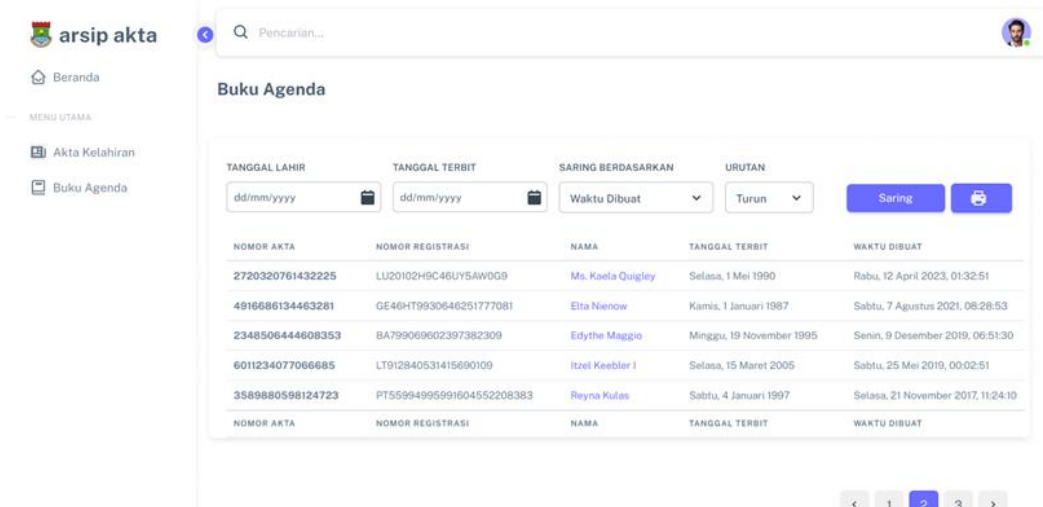 arsip akta
Pencarian...
Beranda
MENU UTAMA
Akta Kelahiran
Buku Agenda
Buku Agenda
TANGGAL LAHIR TANGGAL TERBIT SARING BERDASARKAN URUTAN
dd/mm/yyyy dd/mm/yyyy Waktu Dibuat Turun Saring
NOMOR AKTA NOMOR REGISTRASI NAMA TANGGAL TERBIT WAKTU DIBUAT
2720320761432225 LU20102H9C46UY5AW0G9 Ms. Kaela Quigley Selasa, 1 Mei 1990 Rabu, 12 April 2023, 01:32:51
4916686134463281 GE46HT9930646251777081 Elta Nienow Kamis, 1 Januari 1987 Sabtu, 7 Agustus 2021, 08:28:53
2348506444608353 BA799069602397382309 Edythe Maggio Minggu, 19 November 1995 Senin, 9 Desember 2019, 06:51:30
6011234077066685 LT912840531415690109 Itzel Keebler I Selasa, 15 Maret 2005 Sabtu, 25 Mei 2019, 00:02:51
3589880598124723 PT55994995991604552208383 Reyna Kulas Sabtu, 4 Januari 1997 Selasa, 21 November 2017, 11:24:10
NOMOR AKTA NOMOR REGISTRASI NAMA TANGGAL TERBIT WAKTU DIBUAT
1 2 3